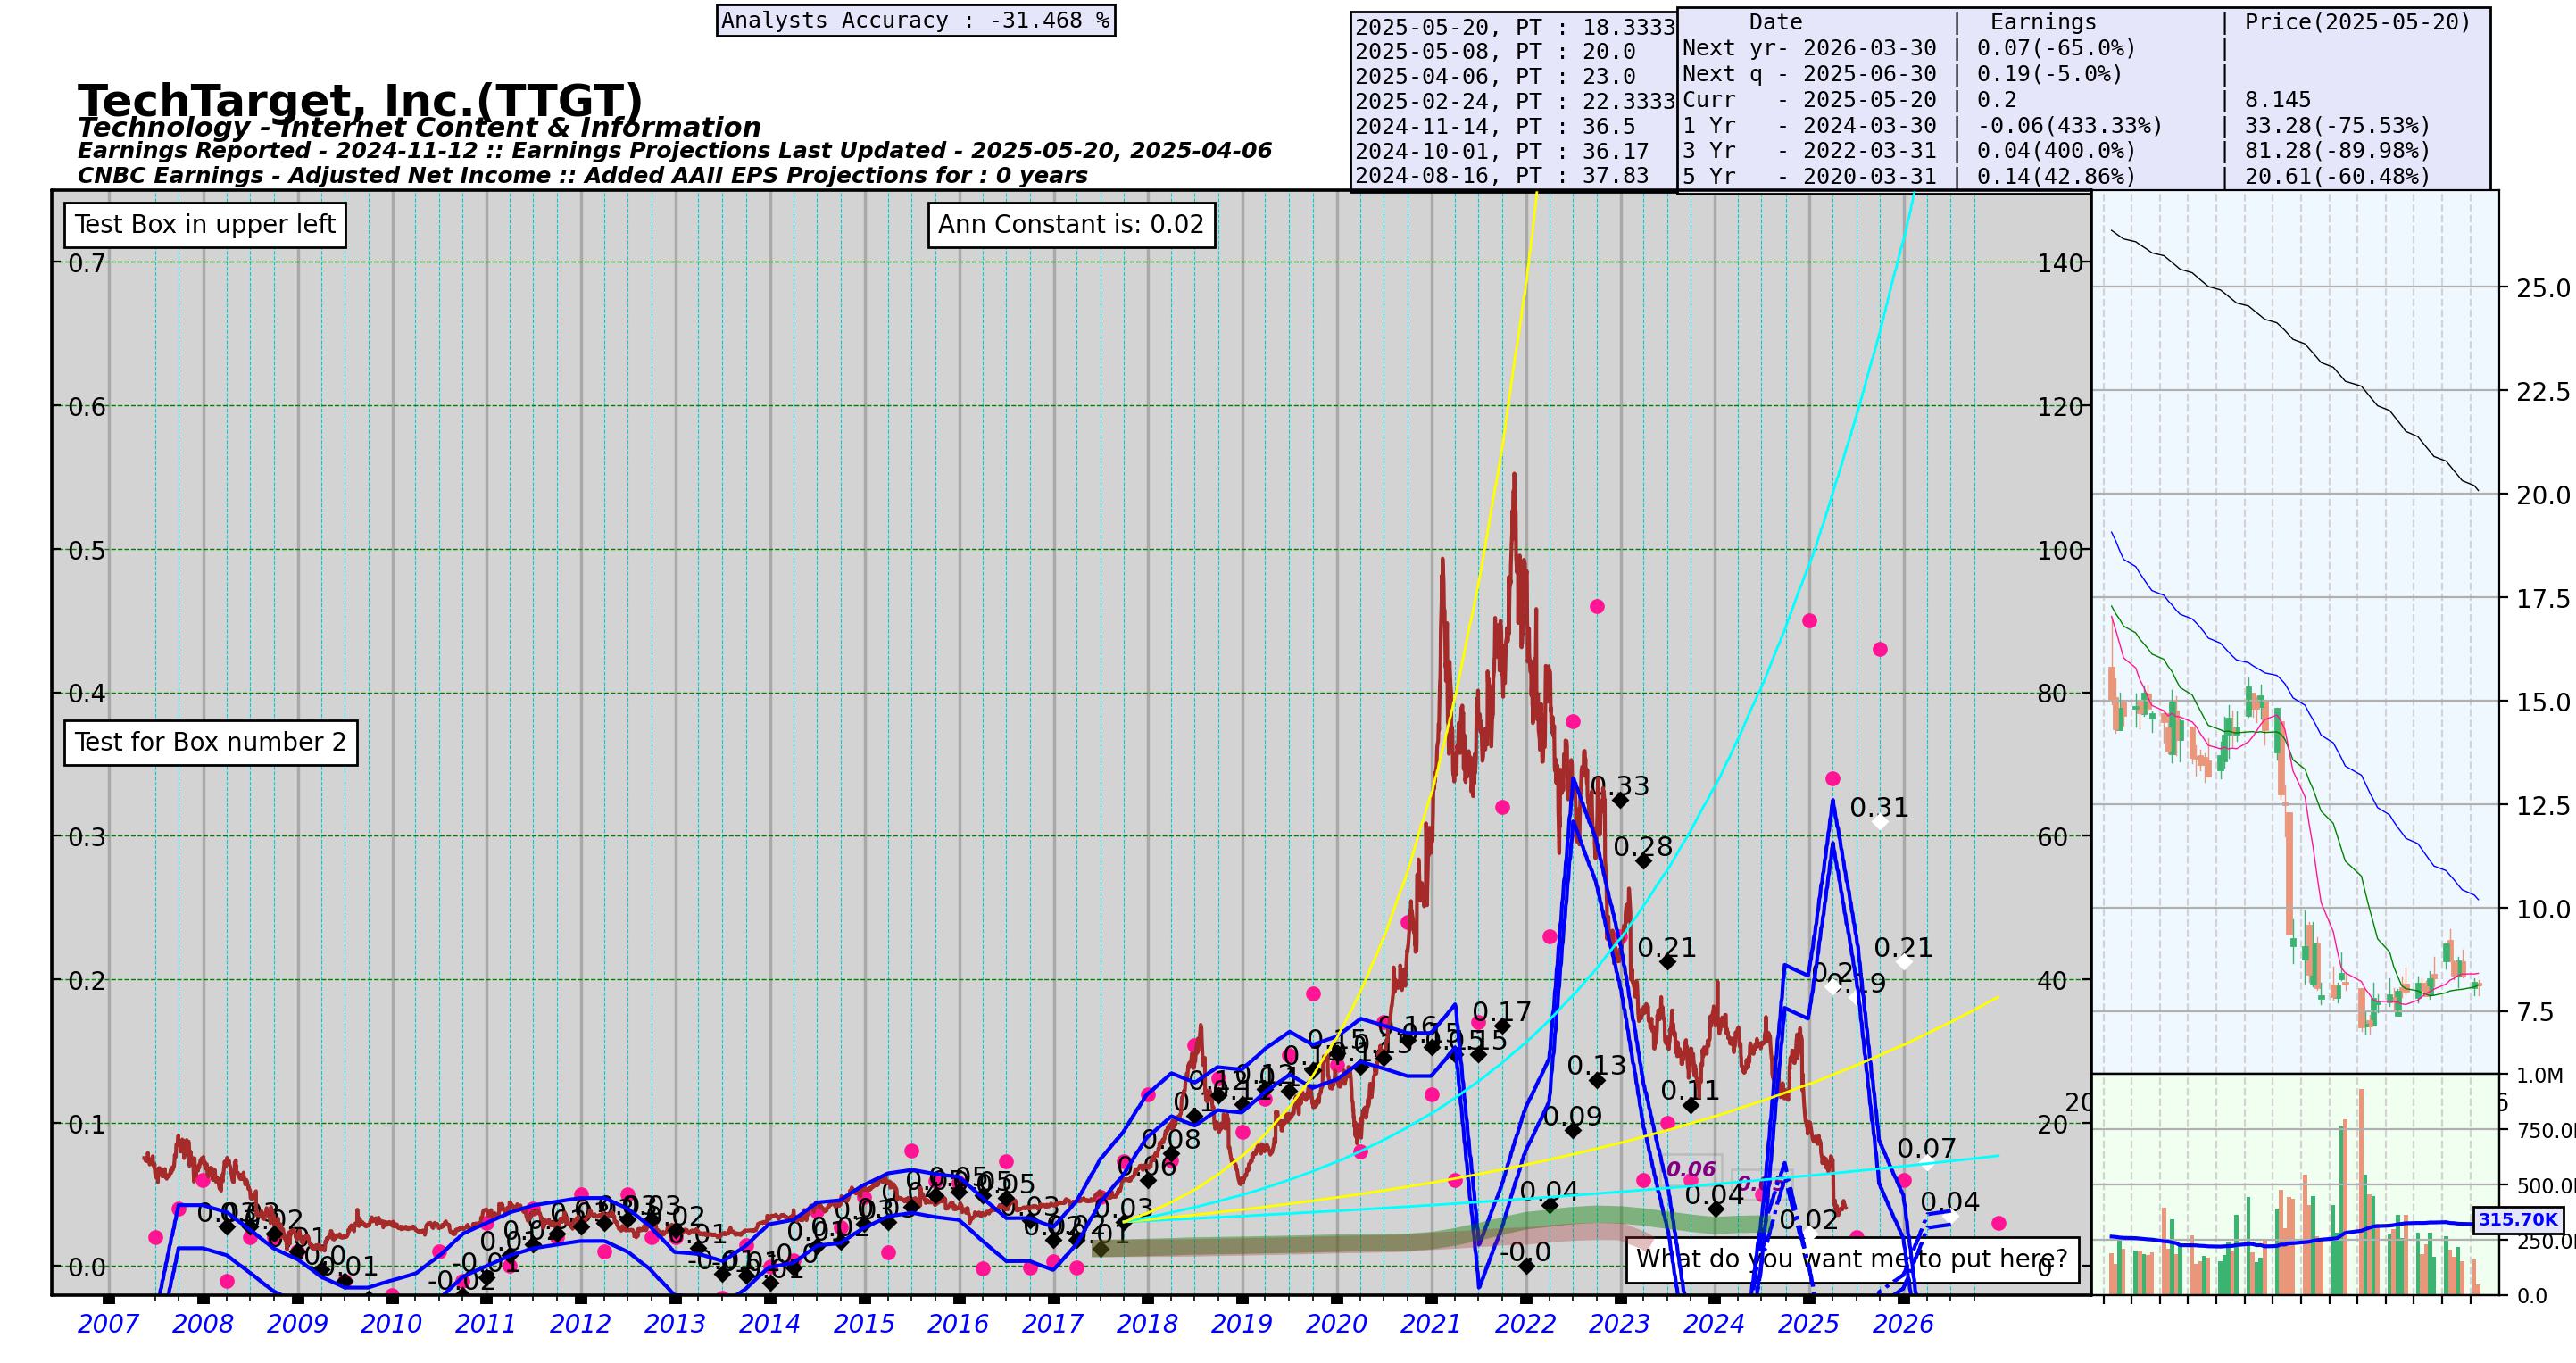 Analysts Accuracy : -31.468 %
2025-05-20, PT : 18.3333
2025-05-08, PT : 20.0
2025-04-06, PT : 23.0
2025-02-24, PT : 22.3333
2024-11-14, PT : 36.5
2024-10-01, PT : 36.17
2024-08-16, PT : 37.83
Date | Earnings | Price(2025-05-20)
Next yr- 2026-03-30 | 0.07(-65.0%) |
Next q - 2025-06-30 | 0.19(-5.0%) |
Curr - 2025-05-20 | 0.2 | 8.145
1 Yr - 2024-03-30 | -0.06(433.33%) | 33.28(-75.53%)
3 Yr - 2022-03-31 | 0.04(400.0%) | 81.28(-89.98%)
5 Yr - 2020-03-31 | 0.14(42.86%) | 20.61(-60.48%)
TechTarget, Inc.(TTGT)
Technology - Internet Content & Information
Earnings Reported - 2024-11-12 :: Earnings Projections Last Updated - 2025-05-20, 2025-04-06
CNBC Earnings - Adjusted Net Income :: Added AAII EPS Projections for : 0 years
Test Box in upper left
Ann Constant is: 0.02
0.7
0.6
0.5
0.4
0.3
0.2
0.1
0.0
Test for Box number 2
140
120
100
80
60
40
20
0
0.33
0.28
0.21
0.17
0.13
0.11
0.09
0.04
-0.0
0.06
0.04
0.02
0.31
0.21
0.07
0.04
0.08
0.06
0.03
What do you want me to put here?
25.0
22.5
20.0
17.5
15.0
12.5
10.0
7.5
1.0M
750.0
500.0
315.70K
250.0
0.0
2007 2008 2009 2010 2011 2012 2013 2014 2015 2016 2017 2018 2019 2020 2021 2022 2023 2024 2025 2026